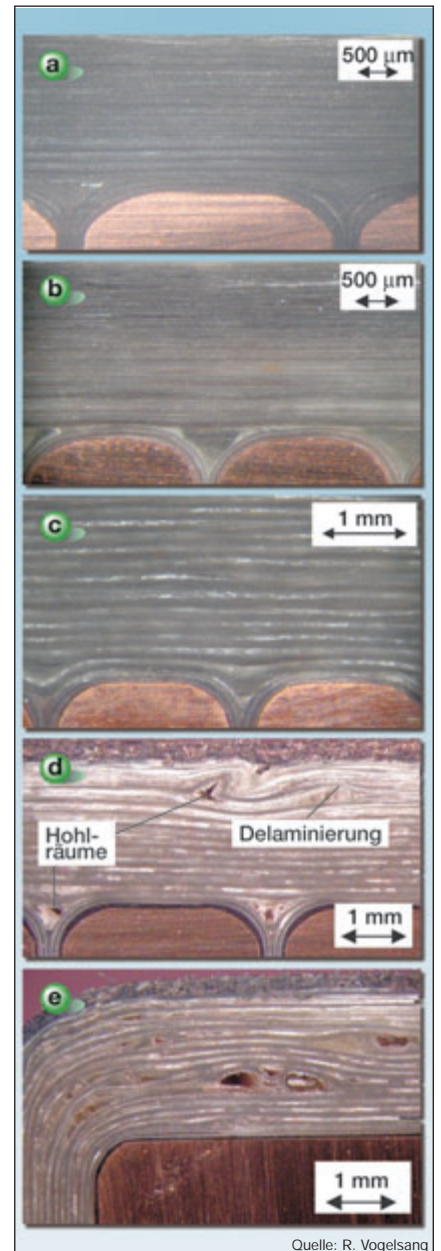 a
500 µm
b
500 µm
c
1 mm
d
Hohl-
räume
Delaminierung
1 mm
e
1 mm
Quelle: R. Vogelsang